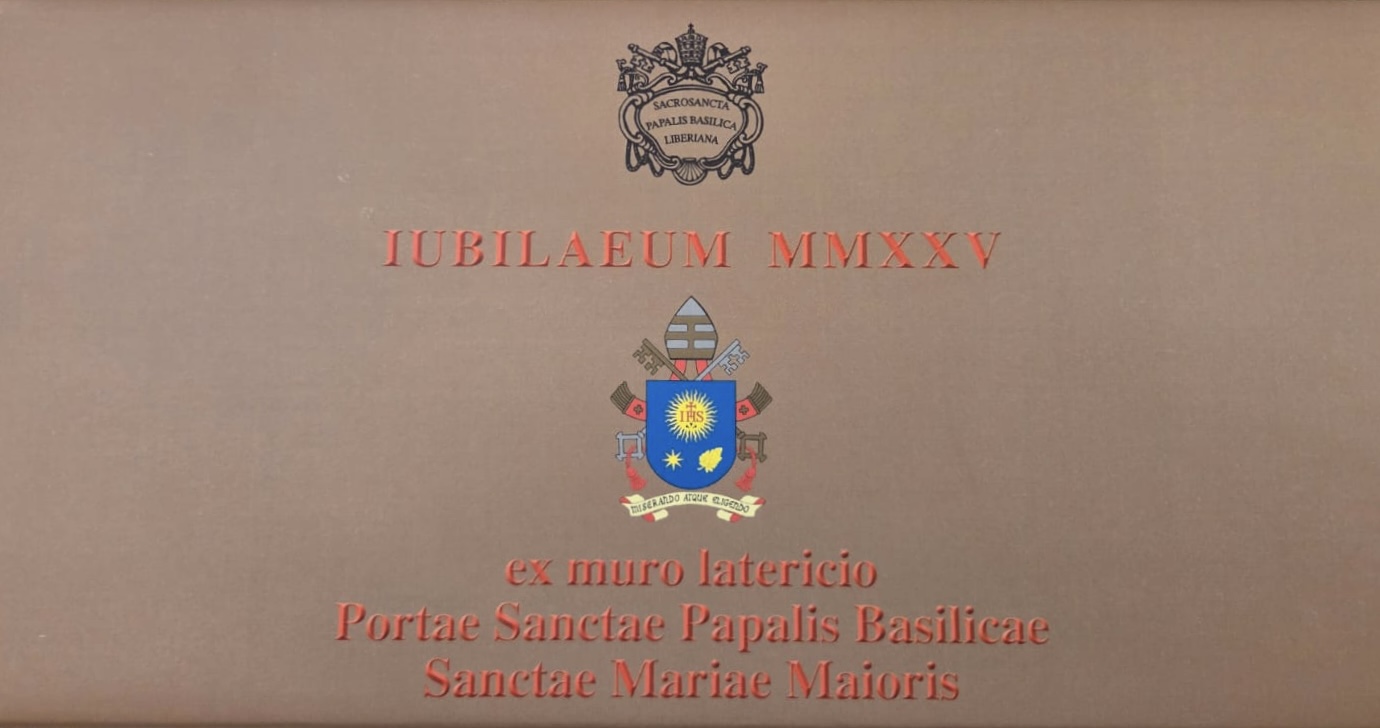 SACROSANCTA
PAPALIS BASILICA
LIBERIANA
IUBILAEUM MMXXV
IHS
MISERANDO ATQUE ELIGENDO
ex muro latericio
Portae Sanctae Papalis Basilicae
Sanctae Mariae Maioris